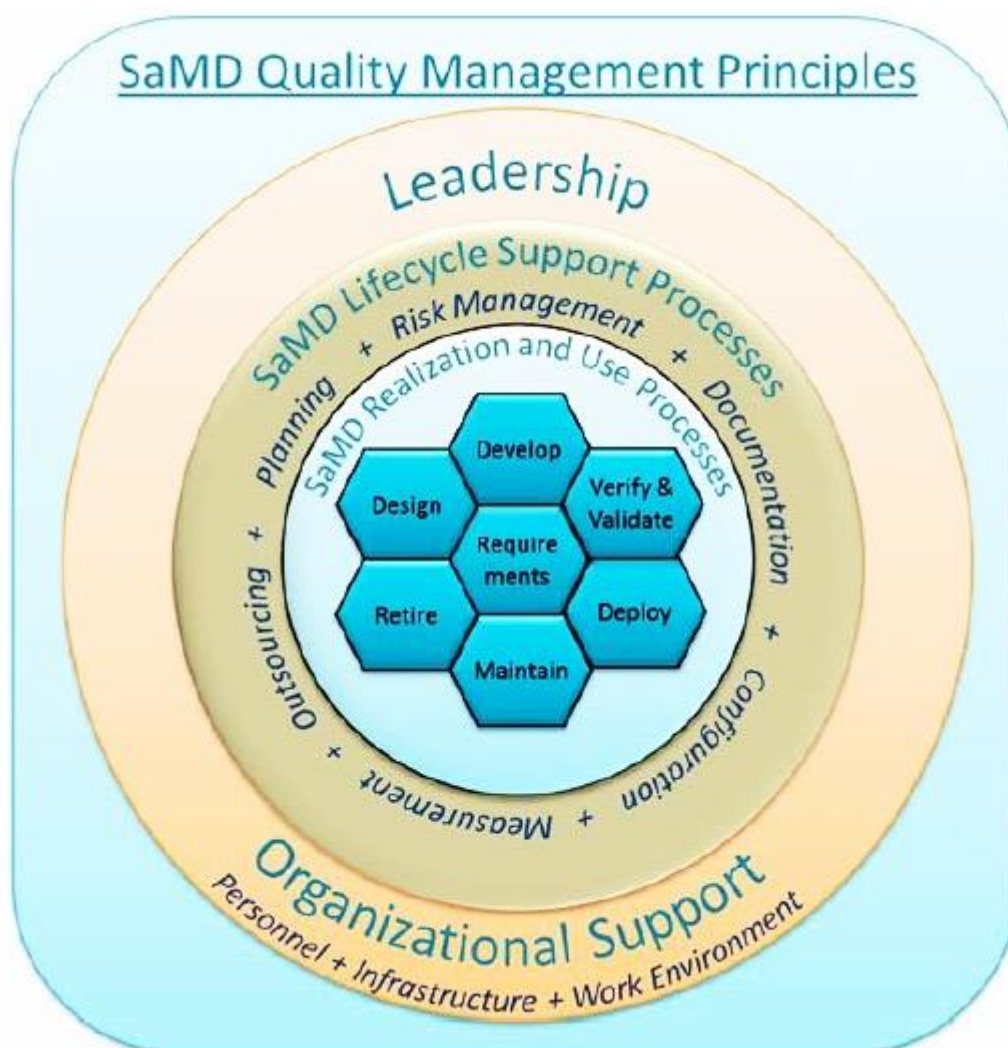 SaMD Quality Management Principles
Leadership
SaMD Lifecycle Support Processes
Planning + Risk Management + Documentation + Configuration + Measurement + Outsourcing +
SaMD Realization and Use Processes
Develop
Design
Verify &
Validate
Require
ments
Retire
Deploy
Maintain
Organizational Support
Personnel + Infrastructure + Work Environment